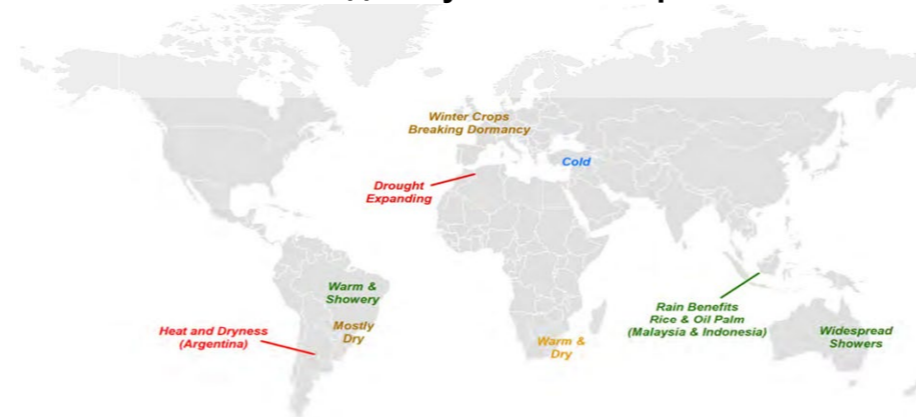 Winter Crops
Breaking Dormancy
Cold
Drought
Expanding
Warm &
Showery
Rain Benefits
Rice & Oil Palm
(Malaysia & Indonesia)
Heat and Dryness
(Argentina)
Mostly
Dry
Warm &
Dry
Widespread
Showers